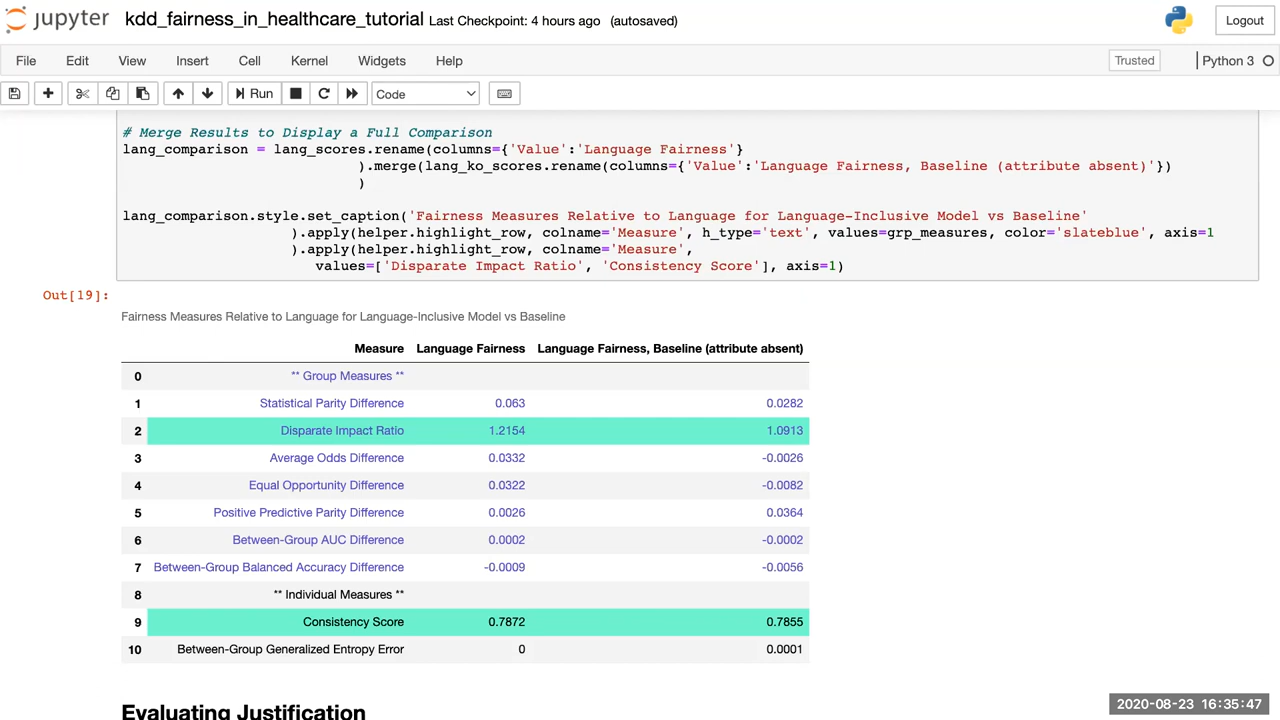 jupyter kdd_fairness_in_healthcare_tutorial Last Checkpoint: 4 hours ago (autosaved) Logout
File Edit View Insert Cell Kernel Widgets Help Trusted Python 3
Run Code
# Merge Results to Display a Full Comparison
lang_comparison = lang_scores.rename(columns={'Value':'Language Fairness'}
).merge(lang_ko_scores.rename(columns={'Value':'Language Fairness, Baseline (attribute absent)'})
)
lang_comparison.style.set_caption('Fairness Measures Relative to Language for Language-Inclusive Model vs Baseline'
).apply(helper.highlight_row, colname='Measure', h_type='text', values=grp_measures, color='slateblue', axis=1
).apply(helper.highlight_row, colname='Measure',
values=['Disparate Impact Ratio', 'Consistency Score'], axis=1)
Out[19]:
Fairness Measures Relative to Language for Language-Inclusive Model vs Baseline
Measure Language Fairness Language Fairness, Baseline (attribute absent)
0 ** Group Measures **
1 Statistical Parity Difference 0.063 0.0282
2 Disparate Impact Ratio 1.2154 1.0913
3 Average Odds Difference 0.0332 -0.0026
4 Equal Opportunity Difference 0.0322 -0.0082
5 Positive Predictive Parity Difference 0.0026 0.0364
6 Between-Group AUC Difference 0.0002 -0.0002
7 Between-Group Balanced Accuracy Difference -0.0009 -0.0056
8 ** Individual Measures **
9 Consistency Score 0.7872 0.7855
10 Between-Group Generalized Entropy Error 0 0.0001
Evaluating Justification
2020-08-23 16:35:47